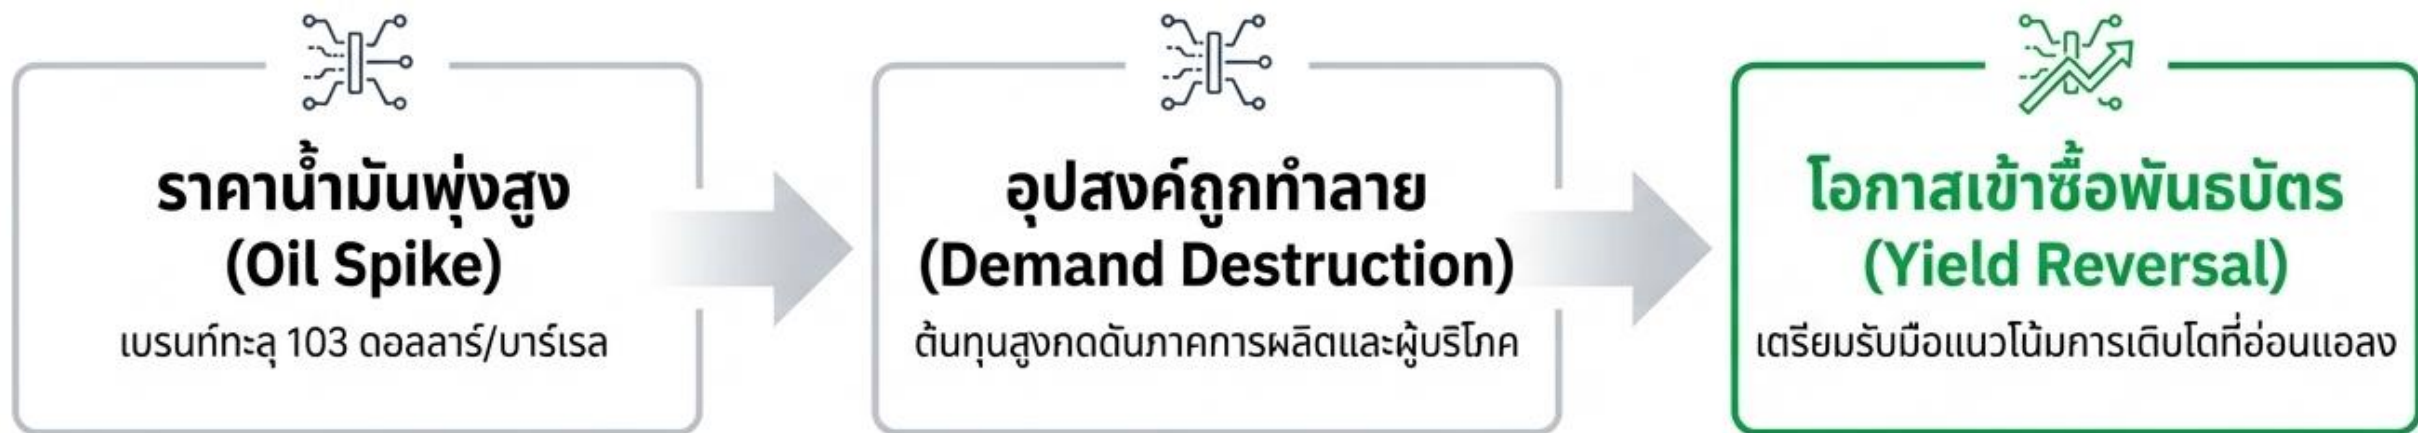 ราคาน้ำมันพุ่งสูง
(Oil Spike)
เบรนท์ทะลุ 103 ดอลลาร์/บาร์เรล
อุปสงค์ถูกทำลาย
(Demand Destruction)
ต้นทุนสูงกดดันภาคการผลิตและผู้บริโภค
โอกาสเข้าซื้อพันธบัตร
(Yield Reversal)
เตรียมรับมือแนวโน้มการเติบโตที่อ่อนแอลง